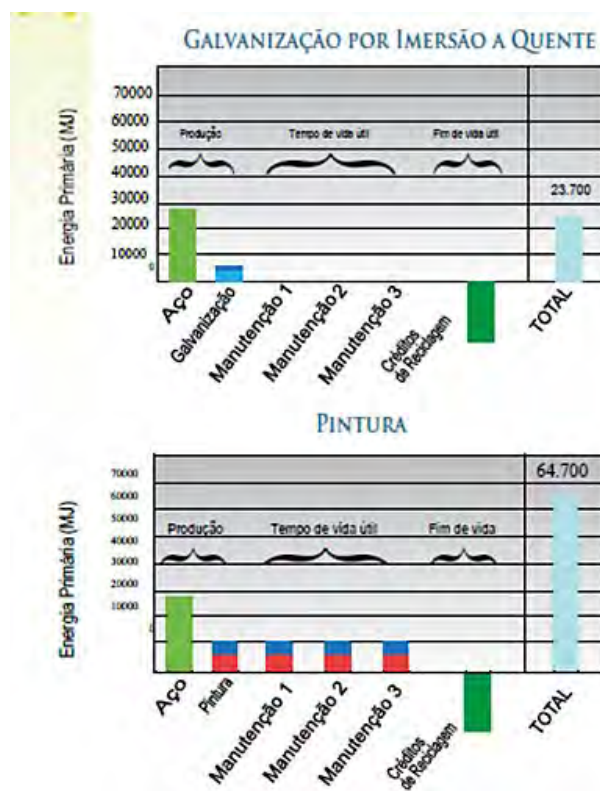 GALVANIZAÇÃO POR IMERSÃO A QUENTE
Energia Primária (MJ)
70000
60000
50000
40000
30000
20000
10000
0
Produção
Tempo de vida útil
Fim de vida útil
23.700
Aço
Galvanização
Manutenção 1
Manutenção 2
Manutenção 3
Créditos
de Reciclagem
TOTAL
PINTURA
Energia Primária (MJ)
70000
60000
50000
40000
30000
20000
10000
0
Produção
Tempo de vida útil
Fim de vida
64.700
Aço
Pintura
Manutenção 1
Manutenção 2
Manutenção 3
Créditos
de Reciclagem
TOTAL